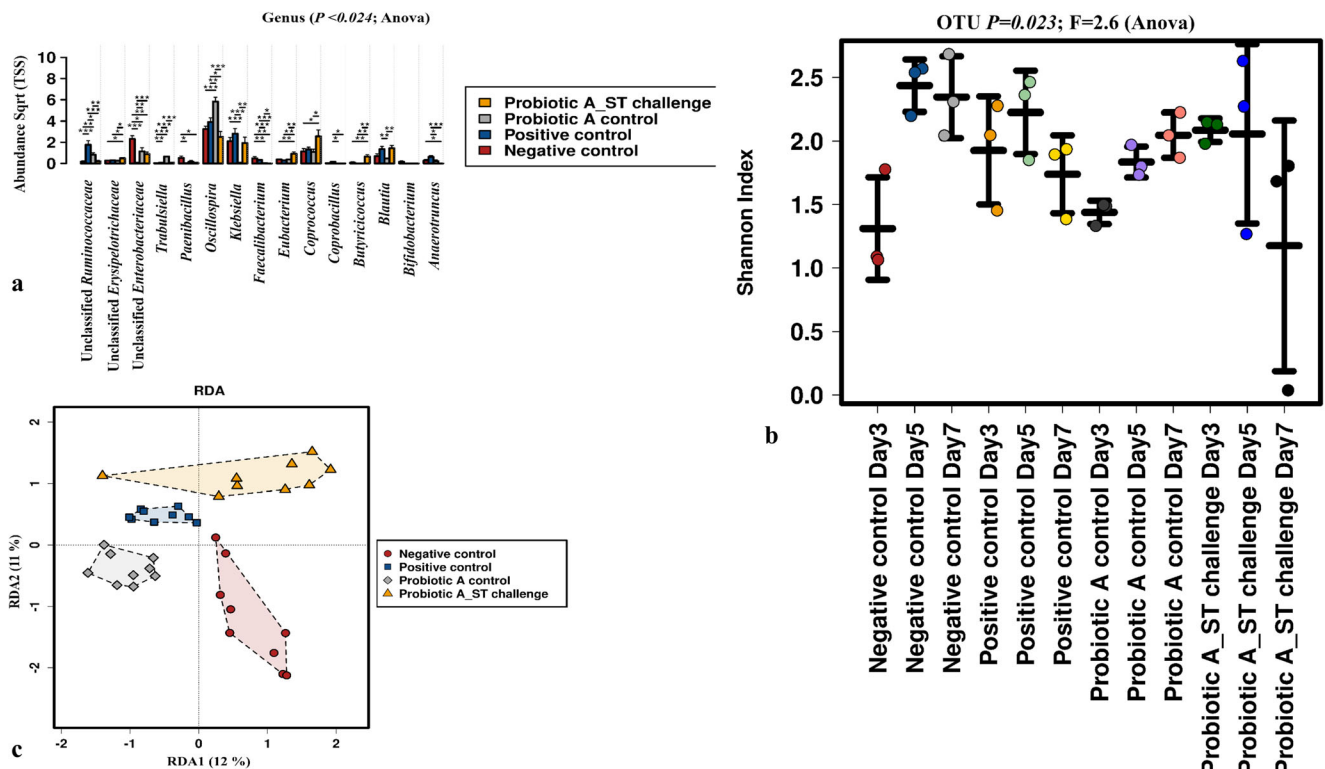 Genus (P <0.024; Anova)
Abundance Sqrt (TSS)
10
8
6
4
2
0
Unclassified Ruminoccaceae
Unclassified Erysipelotrichaceae
Unclassified Enterobacteriaceae
Trabulsiella
Paenibacillus
Oscillospira
Klebsiella
Faecalibacterium
Eubacterium
Coprococcus
Coprobacillus
Butyricicoccus
Blautia
Bifidobacterium
Anaerotruncus
Probiotic A_ST challenge
Probiotic A control
Positive control
Negative control
a
OTU P=0.023; F=2.6 (Anova)
Shannon Index
2.5
2.0
1.5
1.0
0.5
0.0
Negative control Day3
Negative control Day5
Negative control Day7
Positive control Day3
Positive control Day5
Positive control Day7
Probiotic A control Day3
Probiotic A control Day5
Probiotic A control Day7
Probiotic A_ST challenge Day3
Probiotic A_ST challenge Day5
Probiotic A_ST challenge Day7
b
RDA
RDA2 (11 %)
2
1
0
-1
-2
-2
-1
0
1
2
RDA1 (12 %)
Negative control
Positive control
Probiotic A control
Probiotic A_ST challenge
c